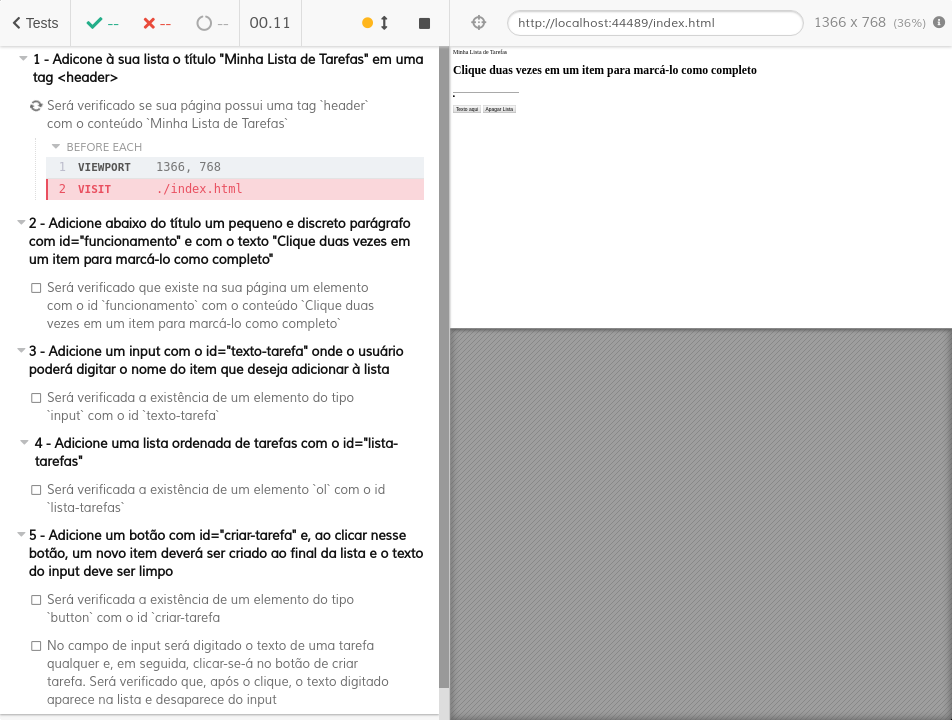 Tests
--
--
--
00.11
http://localhost:44489/index.html
1366 x 768 (36%)
1 - Adicone à sua lista o título "Minha Lista de Tarefas" em uma
tag <header>
Será verificado se sua página possui uma tag `header`
com o conteúdo `Minha Lista de Tarefas`
BEFORE EACH
1 VIEWPORT 1366, 768
2 VISIT ./index.html
2 - Adicione abaixo do título um pequeno e discreto parágrafo
com id="funcionamento" e com o texto "Clique duas vezes em
um item para marcá-lo como completo"
Será verificado que existe na sua página um elemento
com o id `funcionamento` com o conteúdo `Clique duas
vezes em um item para marcá-lo como completo`
3 - Adicione um input com o id="texto-tarefa" onde o usuário
poderá digitar o nome do item que deseja adicionar à lista
Será verificada a existência de um elemento do tipo
`input` com o id `texto-tarefa`
4 - Adicione uma lista ordenada de tarefas com o id="lista-
tarefas"
Será verificada a existência de um elemento `ol` com o id
`lista-tarefas`
5 - Adicione um botão com id="criar-tarefa" e, ao clicar nesse
botão, um novo item deverá ser criado ao final da lista e o texto
do input deve ser limpo
Será verificada a existência de um elemento do tipo
`button` com o id `criar-tarefa
No campo de input será digitado o texto de uma tarefa
qualquer e, em seguida, clicar-se-á no botão de criar
tarefa. Será verificado que, após o clique, o texto digitado
aparece na lista e desaparece do input
Minha Lista de Tarefas
Clique duas vezes em um item para marcá-lo como completo
Texto aqui Apagar Lista